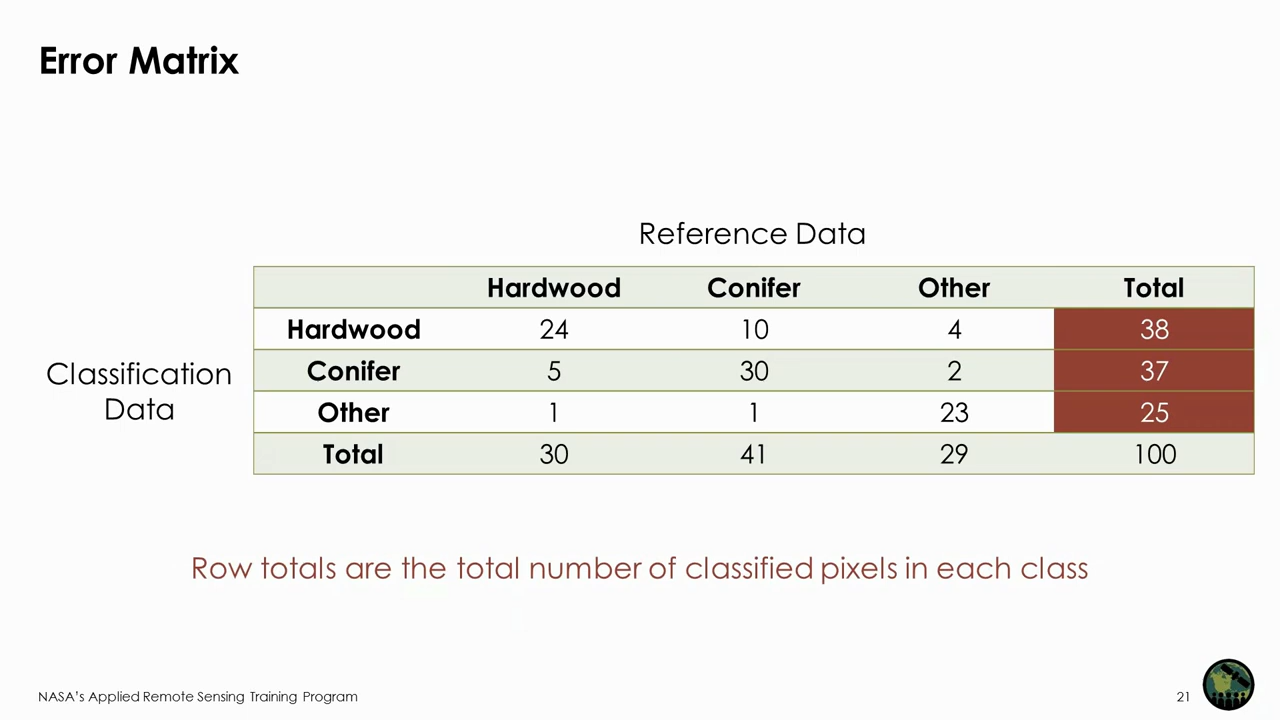 Error Matrix
Reference Data
Hardwood Conifer Other Total
Hardwood 24 10 4 38
Classification Data
Conifer 5 30 2 37
Other 1 1 23 25
Total 30 41 29 100
Row totals are the total number of classified pixels in each class
NASA's Applied Remote Sensing Training Program
21